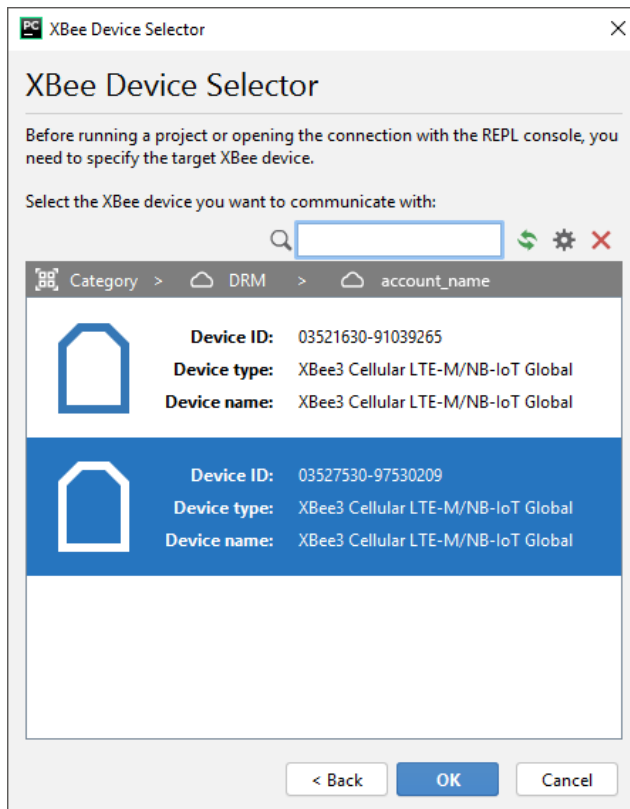 PC XBee Device Selector
XBee Device Selector
Before running a project or opening the connection with the REPL console, you
need to specify the target XBee device.
Select the XBee device you want to communicate with:
Category > DRM > account_name
Device ID: 03521630-91039265
Device type: XBee3 Cellular LTE-M/NB-IoT Global
Device name: XBee3 Cellular LTE-M/NB-IoT Global
Device ID: 03527530-97530209
Device type: XBee3 Cellular LTE-M/NB-IoT Global
Device name: XBee3 Cellular LTE-M/NB-IoT Global
< Back OK Cancel